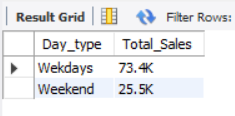 Result Grid Filter Rows:
Day_type Total_Sales
Wekdays 73.4K
Weekend 25.5K